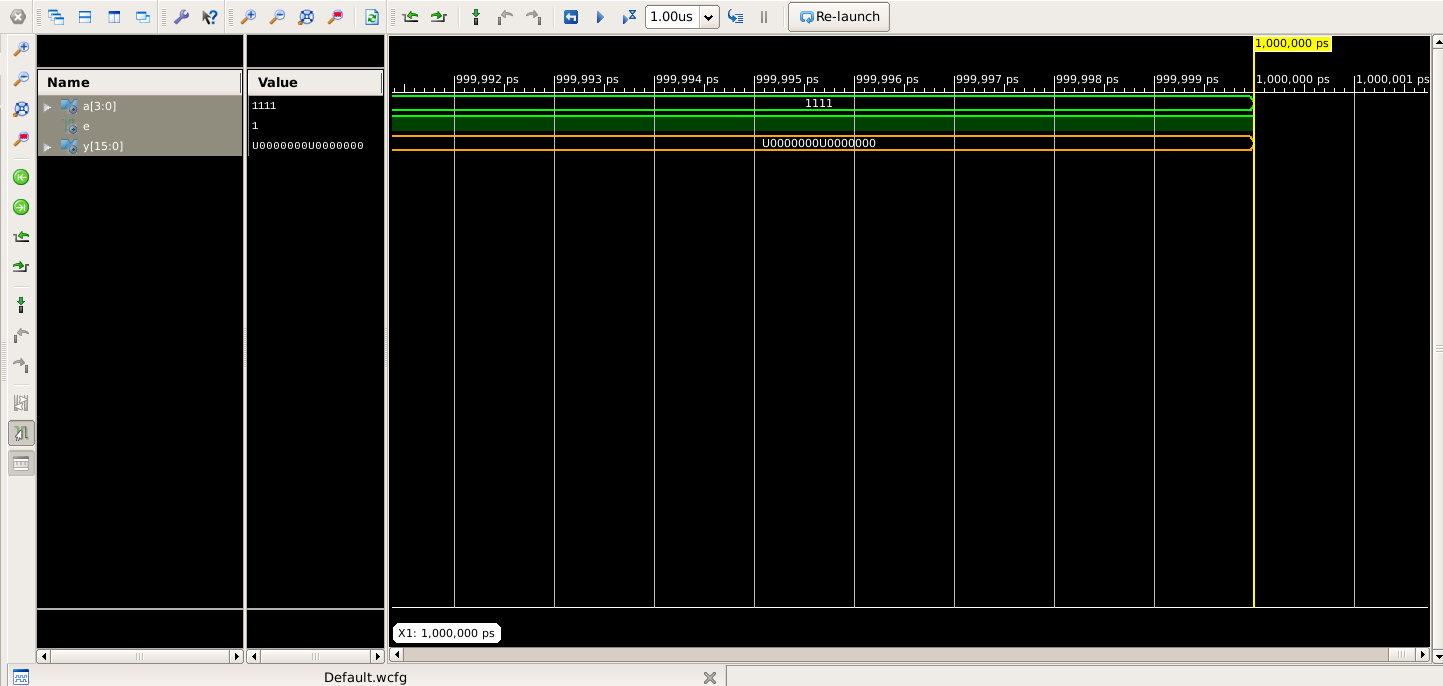 1.00us
Re-launch
1,000,000 ps
Name
Value
999,992 ps
999,993 ps
999,994 ps
999,995 ps
999,996 ps
999,997 ps
999,998 ps
999,999 ps
1,000,000 ps
1,000,001 ps
a[3:0]
1111
1111
e
1
y[15:0]
U0000000U0000000
U0000000U0000000
X1: 1,000,000 ps
Default.wcfg